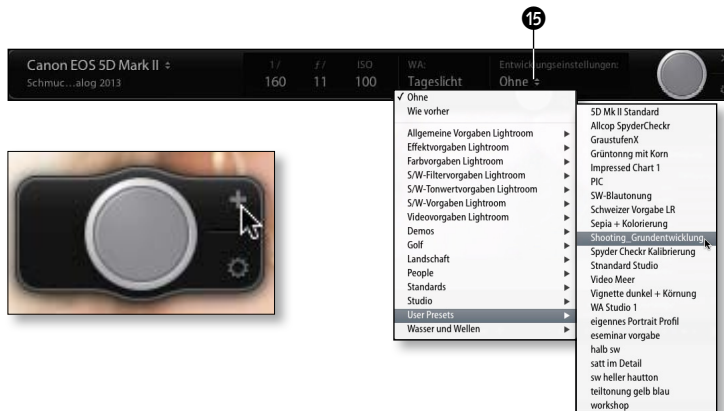 15
Canon EOS 5D Mark II
Schmuc…alog 2013
1/ ƒ/ ISO WA: Entwicklungseinstellungen:
160 11 100 Tageslicht Ohne
✓ Ohne
Wie vorher
Allgemeine Vorgaben Lightroom
Effektvorgaben Lightroom
Farbvorgaben Lightroom
S/W-Filtervorgaben Lightroom
S/W-Tonwertvorgaben Lightroom
S/W-Vorgaben Lightroom
Videovorgaben Lightroom
Demos
Golf
Landschaft
People
Standards
Studio
User Presets
Wasser und Wellen
5D Mk II Standard
Allcop SpyderCheckr
GraustufenX
Grüntonng mit Korn
Impressed Chart 1
PIC
SW-Blautonung
Schweizer Vorgabe LR
Sepia + Kolorierung
Shooting_Grundentwicklung
Spyder Checkr Kalibrierung
Stnandard Studio
Video Meer
Vignette dunkel + Körnung
WA Studio 1
eigennes Portrait Profil
eseminar vorgabe
halb sw
satt im Detail
sw heller hautton
teiltonung gelb blau
workshop